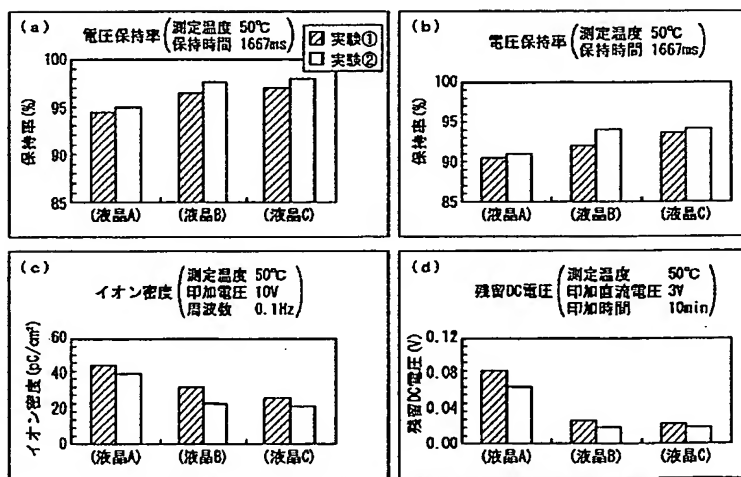 (a)
電圧保持率
測定温度 50℃
保持時間 1667ms
実験①
実験②
保持率(%)
100
95
90
85
(液晶A)
(液晶B)
(液晶C)
(b)
電圧保持率
測定温度 50℃
保持時間 1667ms
保持率(%)
100
95
90
85
(液晶A)
(液晶B)
(液晶C)
(c)
イオン密度
測定温度 50℃
印加電圧 10V
周波数 0.1Hz
イオン密度(pC/cm²)
60
40
20
0
(液晶A)
(液晶B)
(液晶C)
(d)
残留DC電圧
測定温度 50℃
印加直流電圧 3V
印加時間 10min
残留DC電圧(V)
0.12
0.08
0.04
0.00
(液晶A)
(液晶B)
(液晶C)